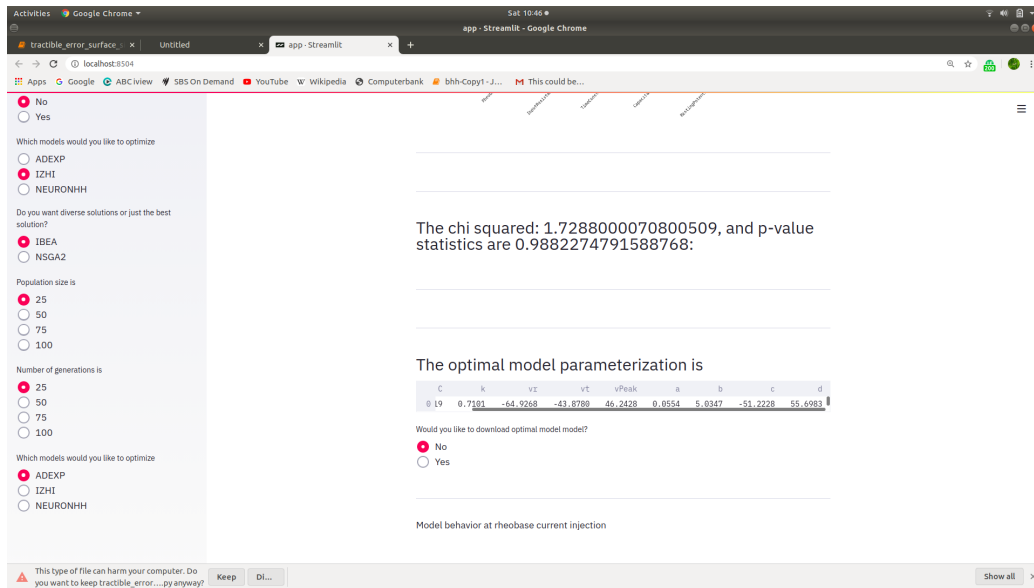 Activities Google Chrome Sat 10:46
app - Streamlit - Google Chrome
tractible_error_surface_ Untitled app · Streamlit
localhost:8504
Apps Google ABC iview SBS On Demand YouTube Wikipedia Computerbank bhh-Copy1 - J... This could be...
No
Yes
Which models would you like to optimize
ADEXP
IZHI
NEURONHH
Do you want diverse solutions or just the best
solution?
IBEA
NSGA2
Population size is
25
50
75
100
Number of generations is
25
50
75
100
Which models would you like to optimize
ADEXP
IZHI
NEURONHH
The chi squared: 1.7288000070800509, and p-value
statistics are 0.9882274791588768:
The optimal model parameterization is
C k vr vt vPeak a b c d
0 19 0.7101 -64.9268 -43.8780 46.2428 0.0554 5.0347 -51.2228 55.6983
Would you like to download optimal model model?
No
Yes
Model behavior at rheobase current injection
This type of file can harm your computer. Do
you want to keep tractible_error....py anyway? Keep Di... Show all